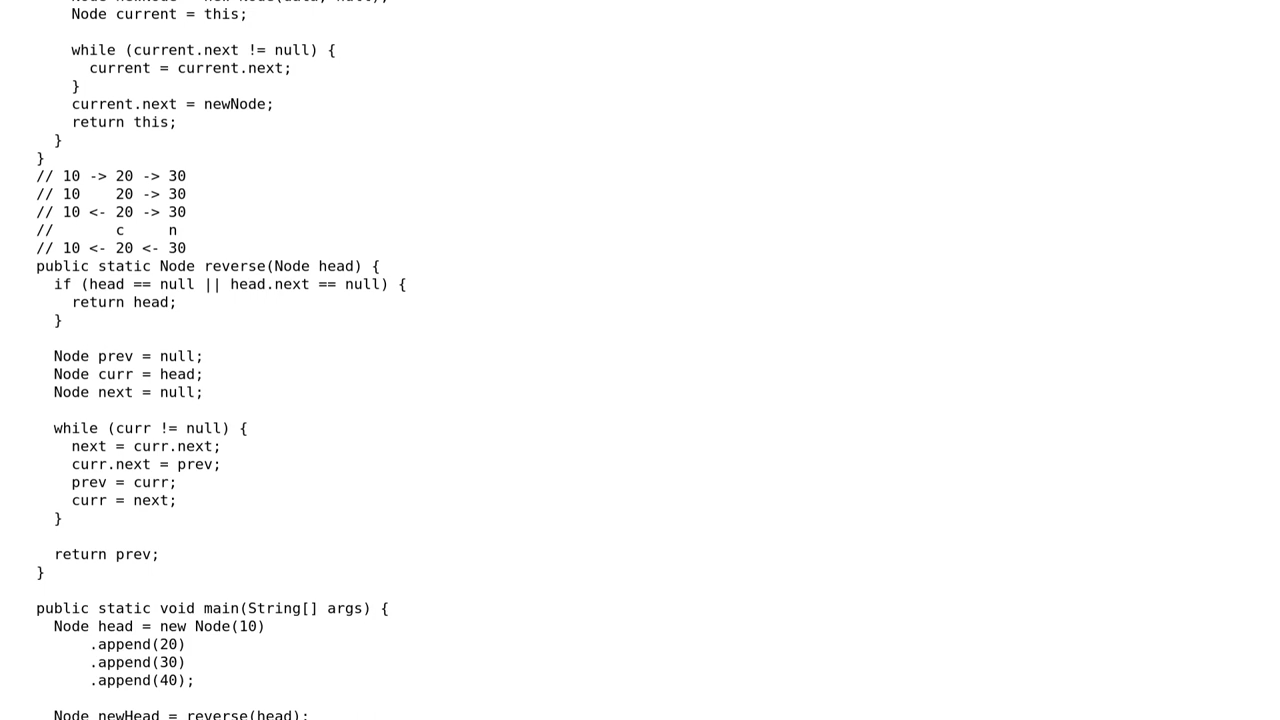 Node current = this;
while (current.next != null) {
current = current.next;
}
current.next = newNode;
return this;
}
}
// 10 -> 20 -> 30
// 10    20 -> 30
// 10 <- 20 -> 30
//       c     n
// 10 <- 20 <- 30
public static Node reverse(Node head) {
if (head == null || head.next == null) {
return head;
}
Node prev = null;
Node curr = head;
Node next = null;
while (curr != null) {
next = curr.next;
curr.next = prev;
prev = curr;
curr = next;
}
return prev;
}
public static void main(String[] args) {
Node head = new Node(10)
.append(20)
.append(30)
.append(40);
Node newHead = reverse(head);